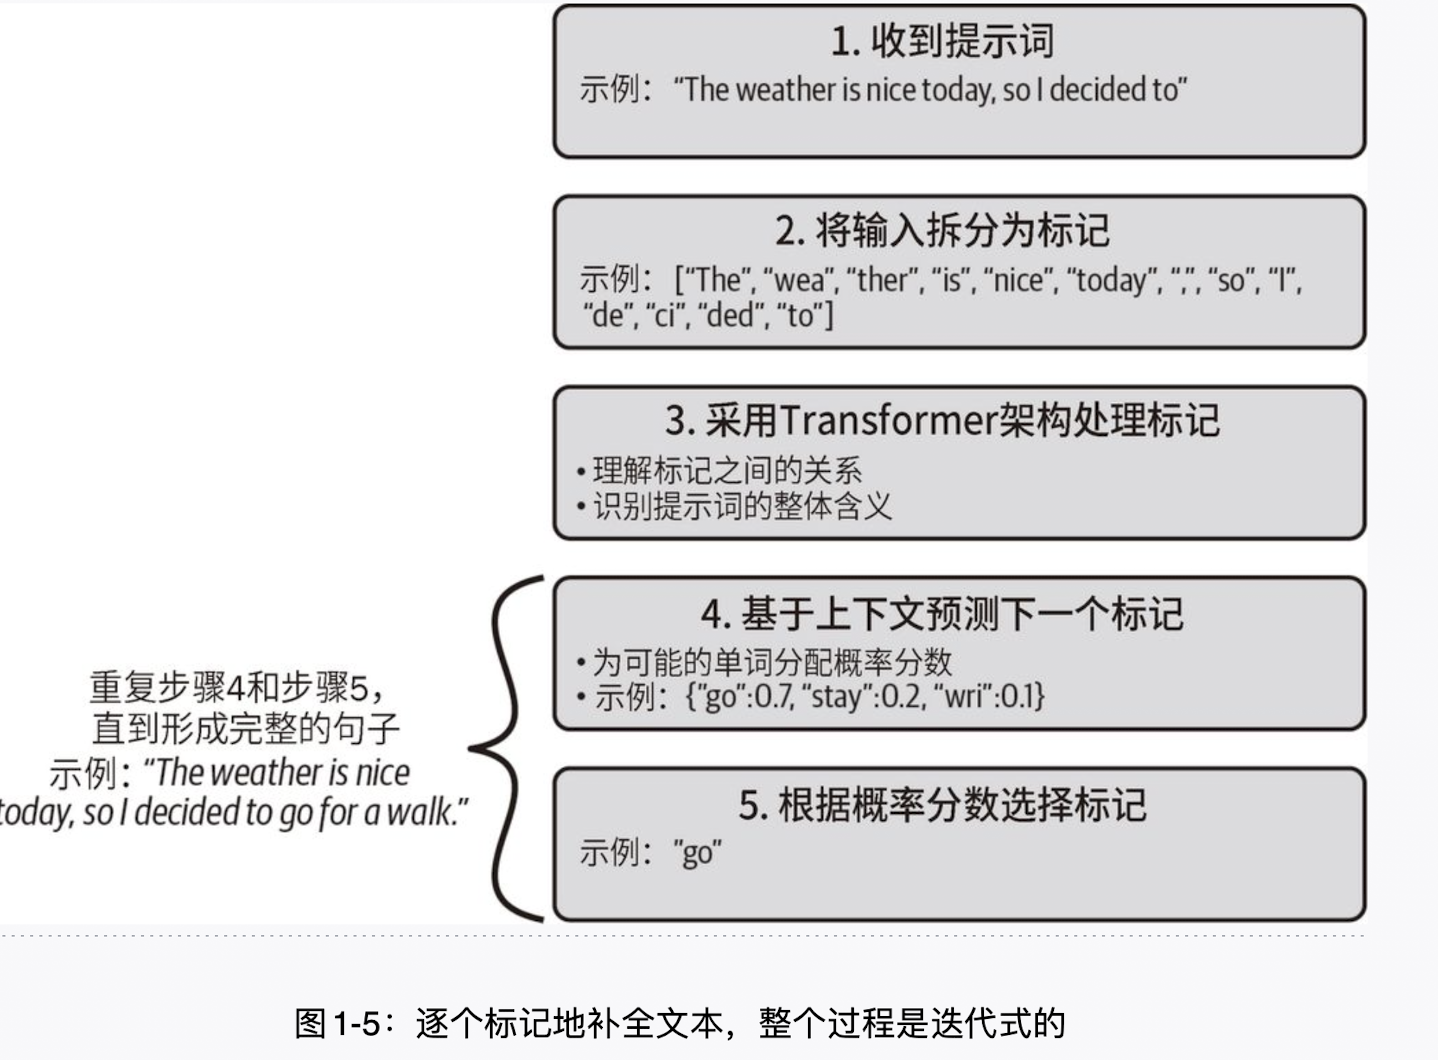 1. 收到提示词
示例： “The weather is nice today, so I decided to”
2. 将输入拆分为标记
示例： [“The”, “wea”, “ther”, “is”, “nice”, “today”, “,”, “so”, “I”,
“de”, “ci”, “ded”, “to”]
3. 采用Transformer架构处理标记
• 理解标记之间的关系
• 识别提示词的整体含义
4. 基于上下文预测下一个标记
• 为可能的单词分配概率分数
• 示例：{“go”:0.7, “stay”:0.2, “wri”:0.1}
5. 根据概率分数选择标记
示例： “go”
重复步骤4和步骤5，
直到形成完整的句子
示例：“The weather is nice
today, so I decided to go for a walk.”
图 1-5：逐个标记地补全文本，整个过程是迭代式的